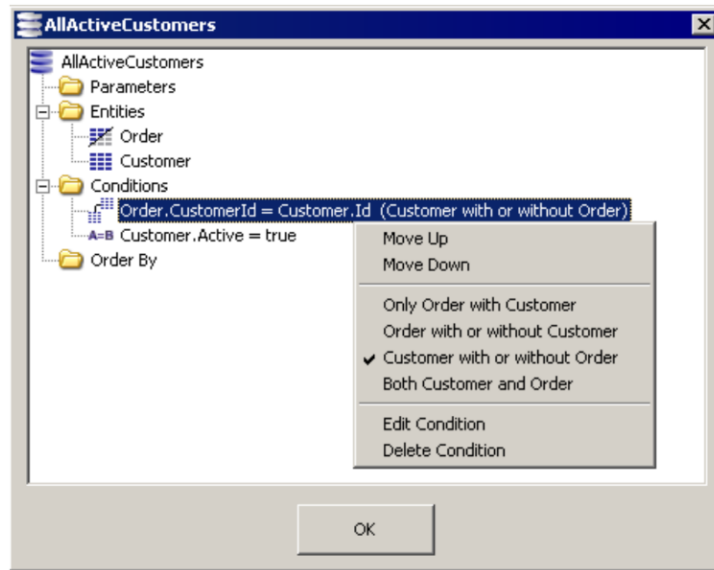 AllActiveCustomers
AllActiveCustomers
Parameters
Entities
Order
Customer
Conditions
Order.CustomerId = Customer.Id (Customer with or without Order)
A=B Customer.Active = true
Order By
Move Up
Move Down
Only Order with Customer
Order with or without Customer
Customer with or without Order
Both Customer and Order
Edit Condition
Delete Condition
OK